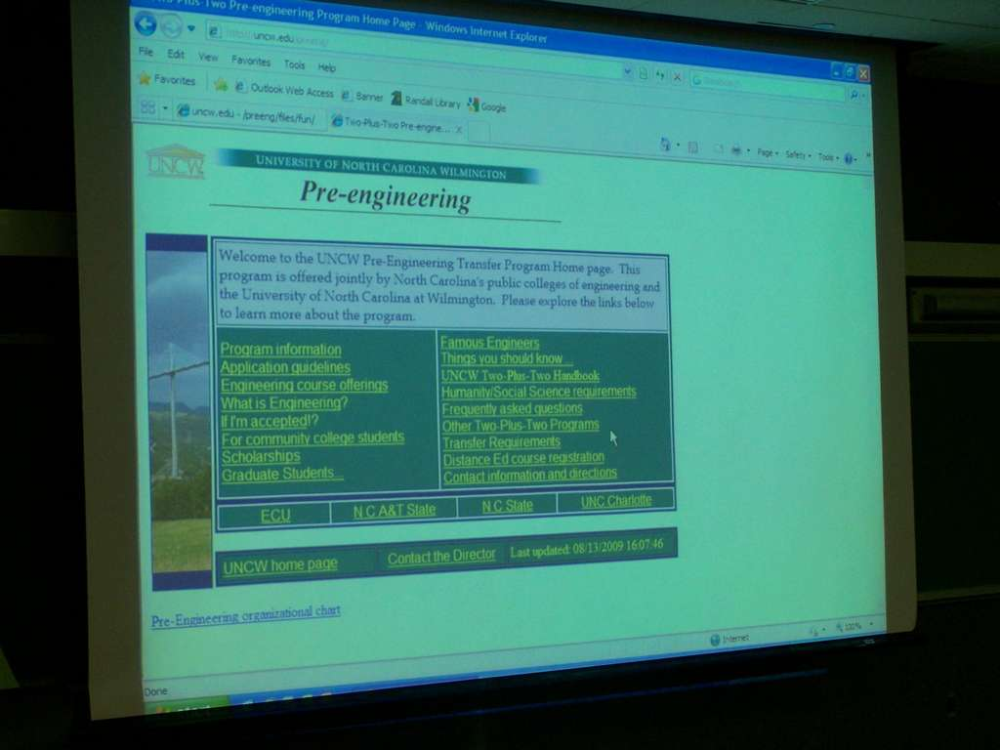 Plus-Two Pre-engineering Program Home Page - Windows Internet Explorer
uncw.edu
File Edit View Favorites Tools Help
Favorites Outlook Web Access Banner Randall Library Google
uncw.edu - /preeng/files/fun/ Two-Plus-Two Pre-engine... X
Page Safety Tools
UNCW
UNIVERSITY OF NORTH CAROLINA WILMINGTON
Pre-engineering
Welcome to the UNCW Pre-Engineering Transfer Program Home page. This
program is offered jointly by North Carolina's public colleges of engineering and
the University of North Carolina at Wilmington. Please explore the links below
to learn more about the program.
Program information
Application guidelines
Engineering course offerings
What is Engineering?
If I'm accepted!?
For community college students
Scholarships
Graduate Students...
Famous Engineers
Things you should know...
UNCW Two-Plus-Two Handbook
Humanity/Social Science requirements
Frequently asked questions
Other Two-Plus-Two Programs
Transfer Requirements
Distance Ed course registration
Contact information and directions
ECU N C A&T State N C State UNC Charlotte
UNCW home page Contact the Director Last updated: 08/13/2009 16:07:46
Pre-Engineering organizational chart
Internet 100%
Done